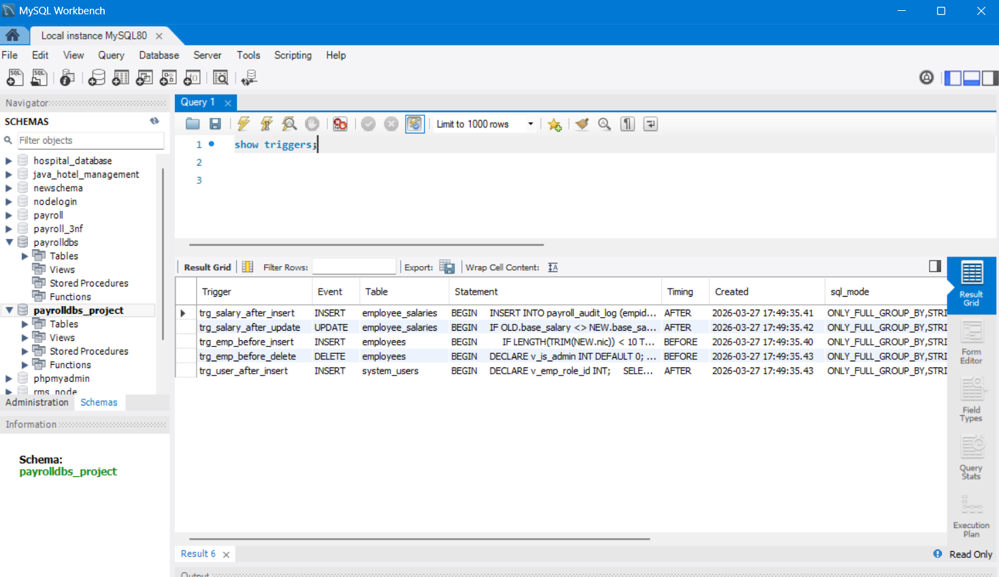 MySQL Workbench
Local instance MySQL80
File Edit View Query Database Server Tools Scripting Help
Navigator
SCHEMAS
Filter objects
hospital_database
java_hotel_management
newschema
nodelogin
payroll
payroll_3nf
payrolldbs
Tables
Views
Stored Procedures
Functions
payrolldbs_project
Tables
Views
Stored Procedures
Functions
phpmyadmin
rms_node
Administration Schemas
Information
Schema:
payrolldbs_project
Query 1
Limit to 1000 rows
1 show triggers;
2
3
Result Grid Filter Rows: Export: Wrap Cell Content:
Trigger Event Table Statement Timing Created sql_mode
trg_salary_after_insert INSERT employee_salaries BEGIN INSERT INTO payroll_audit_log (empid... AFTER 2026-03-27 17:49:35.41 ONLY_FULL_GROUP_BY,STRI
trg_salary_after_update UPDATE employee_salaries BEGIN IF OLD.base_salary <> NEW.base_sa... AFTER 2026-03-27 17:49:35.42 ONLY_FULL_GROUP_BY,STRI
trg_emp_before_insert INSERT employees BEGIN IF LENGTH(TRIM(NEW.nic)) < 10 T... BEFORE 2026-03-27 17:49:35.40 ONLY_FULL_GROUP_BY,STRI
trg_emp_before_delete DELETE employees BEGIN DECLARE v_is_admin INT DEFAULT 0; ... BEFORE 2026-03-27 17:49:35.43 ONLY_FULL_GROUP_BY,STRI
trg_user_after_insert INSERT system_users BEGIN DECLARE v_emp_role_id INT; SELE... AFTER 2026-03-27 17:49:35.43 ONLY_FULL_GROUP_BY,STRI
Result
Grid
Form
Editor
Field
Types
Query
Stats
Execution
Plan
Result 6
Read Only
Output